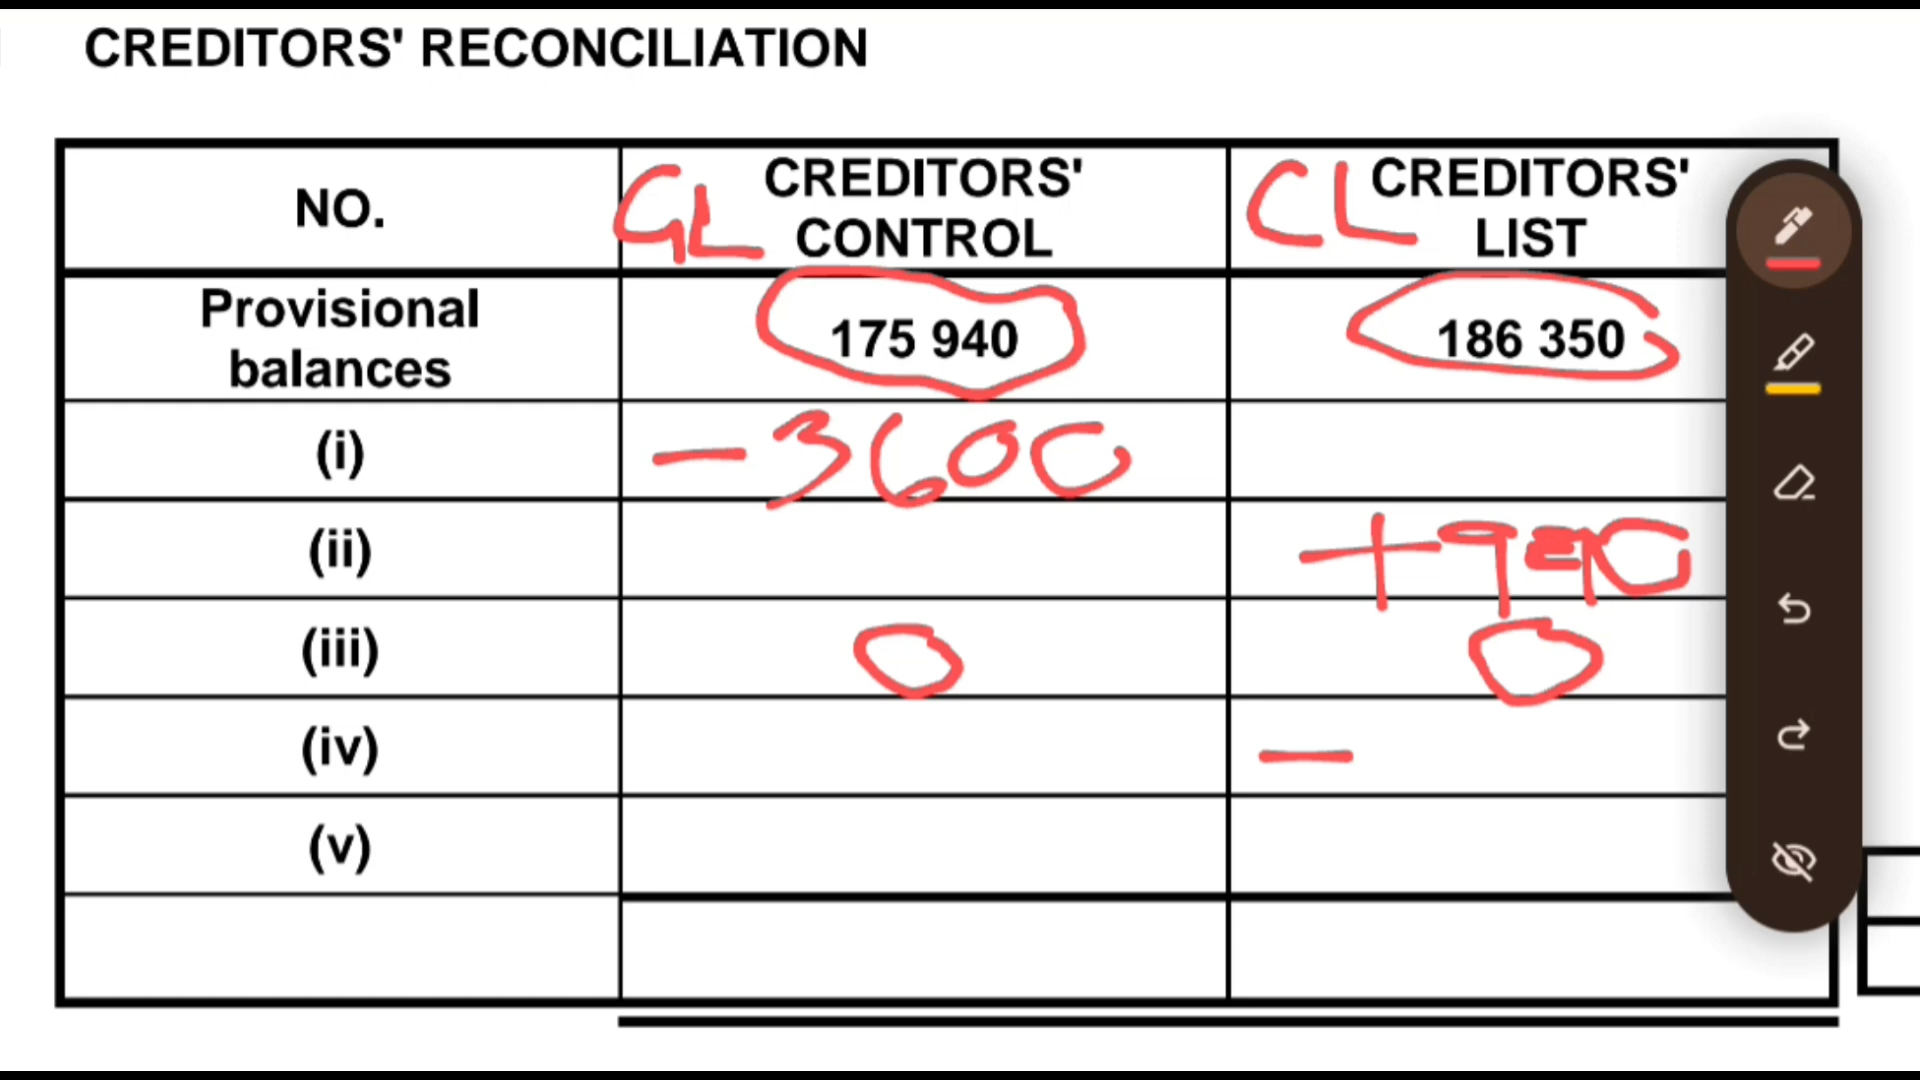 CREDITORS' RECONCILIATION
NO. GL CREDITORS' CONTROL CL CREDITORS' LIST
Provisional balances 175 940 186 350
(i) – 3600
(ii) +
(iii) 0 0
(iv) –
(v)